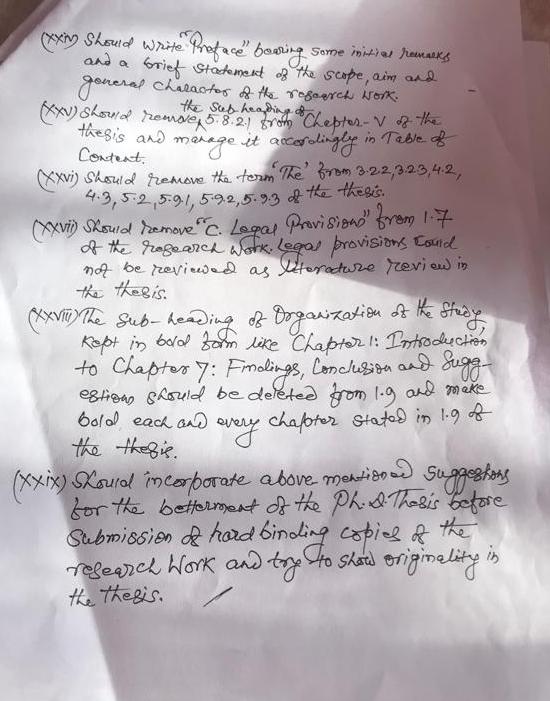 (xxiv) Should write "Preface" bearing some initial remarks
and a brief statement of the scope, aim and
general character of the research work.
(xxv) Should remove the sub heading of 5.8.21 from Chapter-V of the
thesis and manage it accordingly in Table of
Content.
(xxvi) Should remove the term 'The' from 3.2.2, 3.2.3, 4.2,
4.3, 5.2, 5.9.1, 5.9.2, 5.9.3 of the thesis.
(xxvii) Should remove "C. Legal Provisions" from 1.7
of the research work. Legal provisions could
not be reviewed as literature review in
the thesis.
(xxviii) The sub-heading of Organization of the Study,
Kept in bold form like Chapter 1: Introduction
to Chapter 7: Findings, Conclusion and Sugg-
estions should be deleted from 1.9 and make
bold each and every chapter stated in 1.9 of
the thesis.
(xxix) Should incorporate above mentioned suggestions
for the betterment of the Ph.D. Thesis before
Submission of hard binding copies of the
research work and try to show originality in
the thesis.